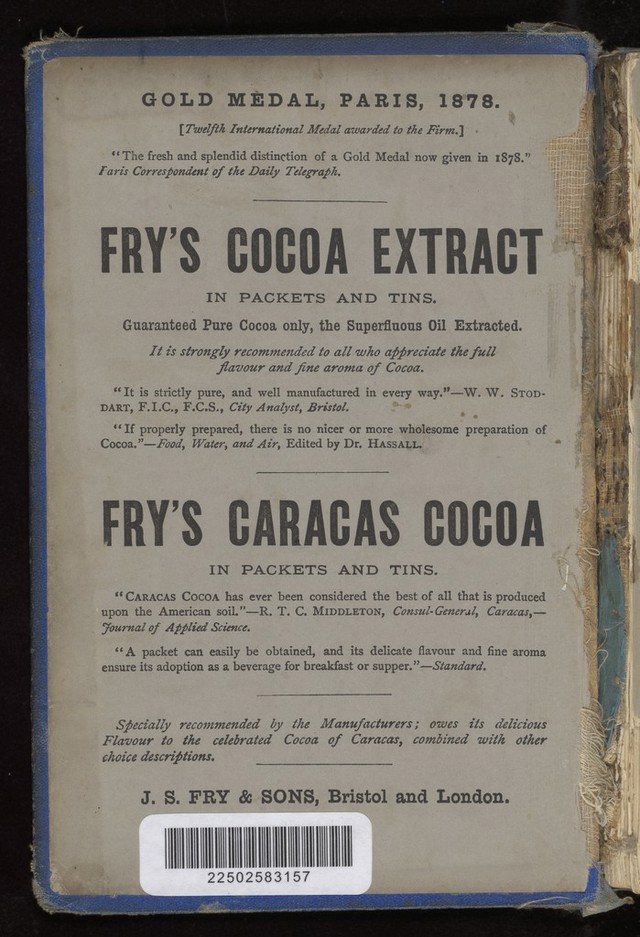 GOLD MEDAL, PARIS, 1878.
[Twelfth International Medal awarded to the Firm.]
"The fresh and splendid distinction of a Gold Medal now given in 1878."
Paris Correspondent of the Daily Telegraph.
FRY'S COCOA EXTRACT
IN PACKETS AND TINS.
Guaranteed Pure Cocoa only, the Superfluous Oil Extracted.
It is strongly recommended to all who appreciate the full
flavour and fine aroma of Cocoa.
"It is strictly pure, and well manufactured in every way."—W. W. STOD-
DART, F.I.C., F.C.S., City Analyst, Bristol.
"If properly prepared, there is no nicer or more wholesome preparation of
Cocoa."—Food, Water, and Air, Edited by Dr. HASSALL.
FRY'S CARACAS COCOA
IN PACKETS AND TINS.
"CARACAS COCOA has ever been considered the best of all that is produced
upon the American soil."—R. T. C. MIDDLETON, Consul-General, Caracas,—
Journal of Applied Science.
"A packet can easily be obtained, and its delicate flavour and fine aroma
ensure its adoption as a beverage for breakfast or supper."—Standard.
Specially recommended by the Manufacturers; owes its delicious
Flavour to the celebrated Cocoa of Caracas, combined with other
choice descriptions.
J. S. FRY & SONS, Bristol and London.
22502583157